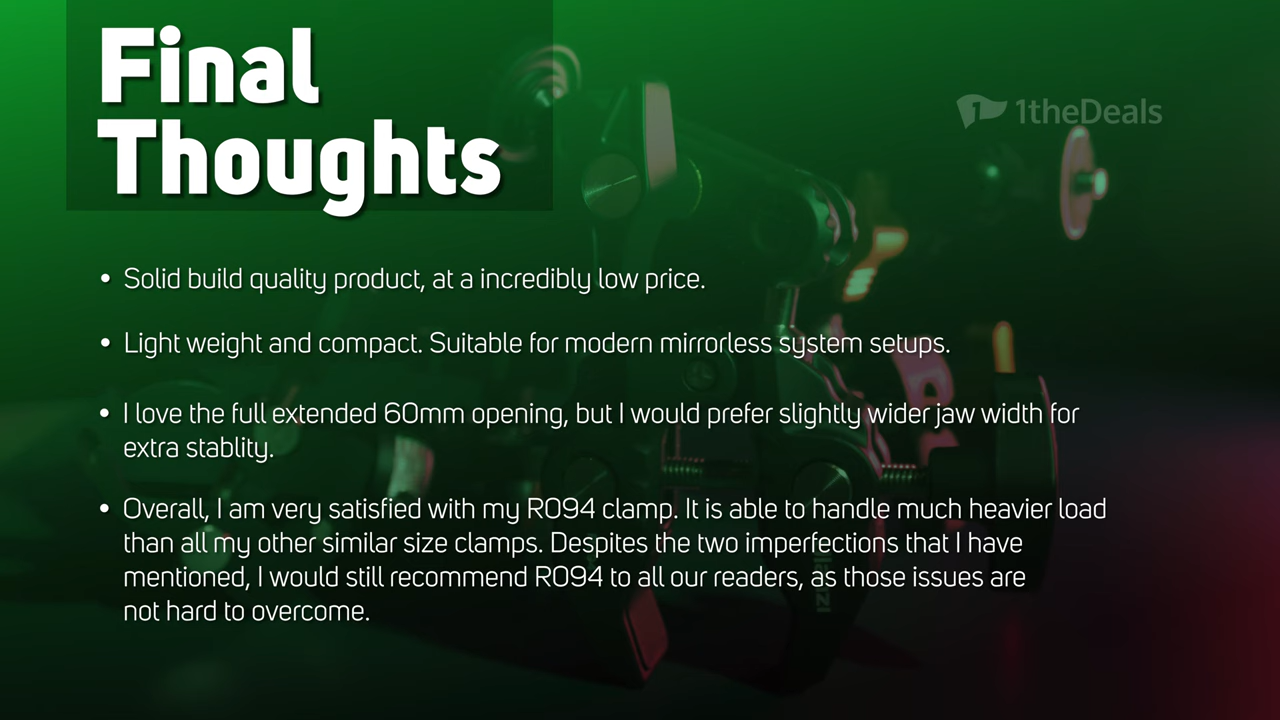 Final
Thoughts
1theDeals
• Solid build quality product, at a incredibly low price.
• Light weight and compact. Suitable for modern mirrorless system setups.
• I love the full extended 60mm opening, but I would prefer slightly wider jaw width for
extra stablity.
• Overall, I am very satisfied with my R094 clamp. It is able to handle much heavier load
than all my other similar size clamps. Despites the two imperfections that I have
mentioned, I would still recommend R094 to all our readers, as those issues are
not hard to overcome.